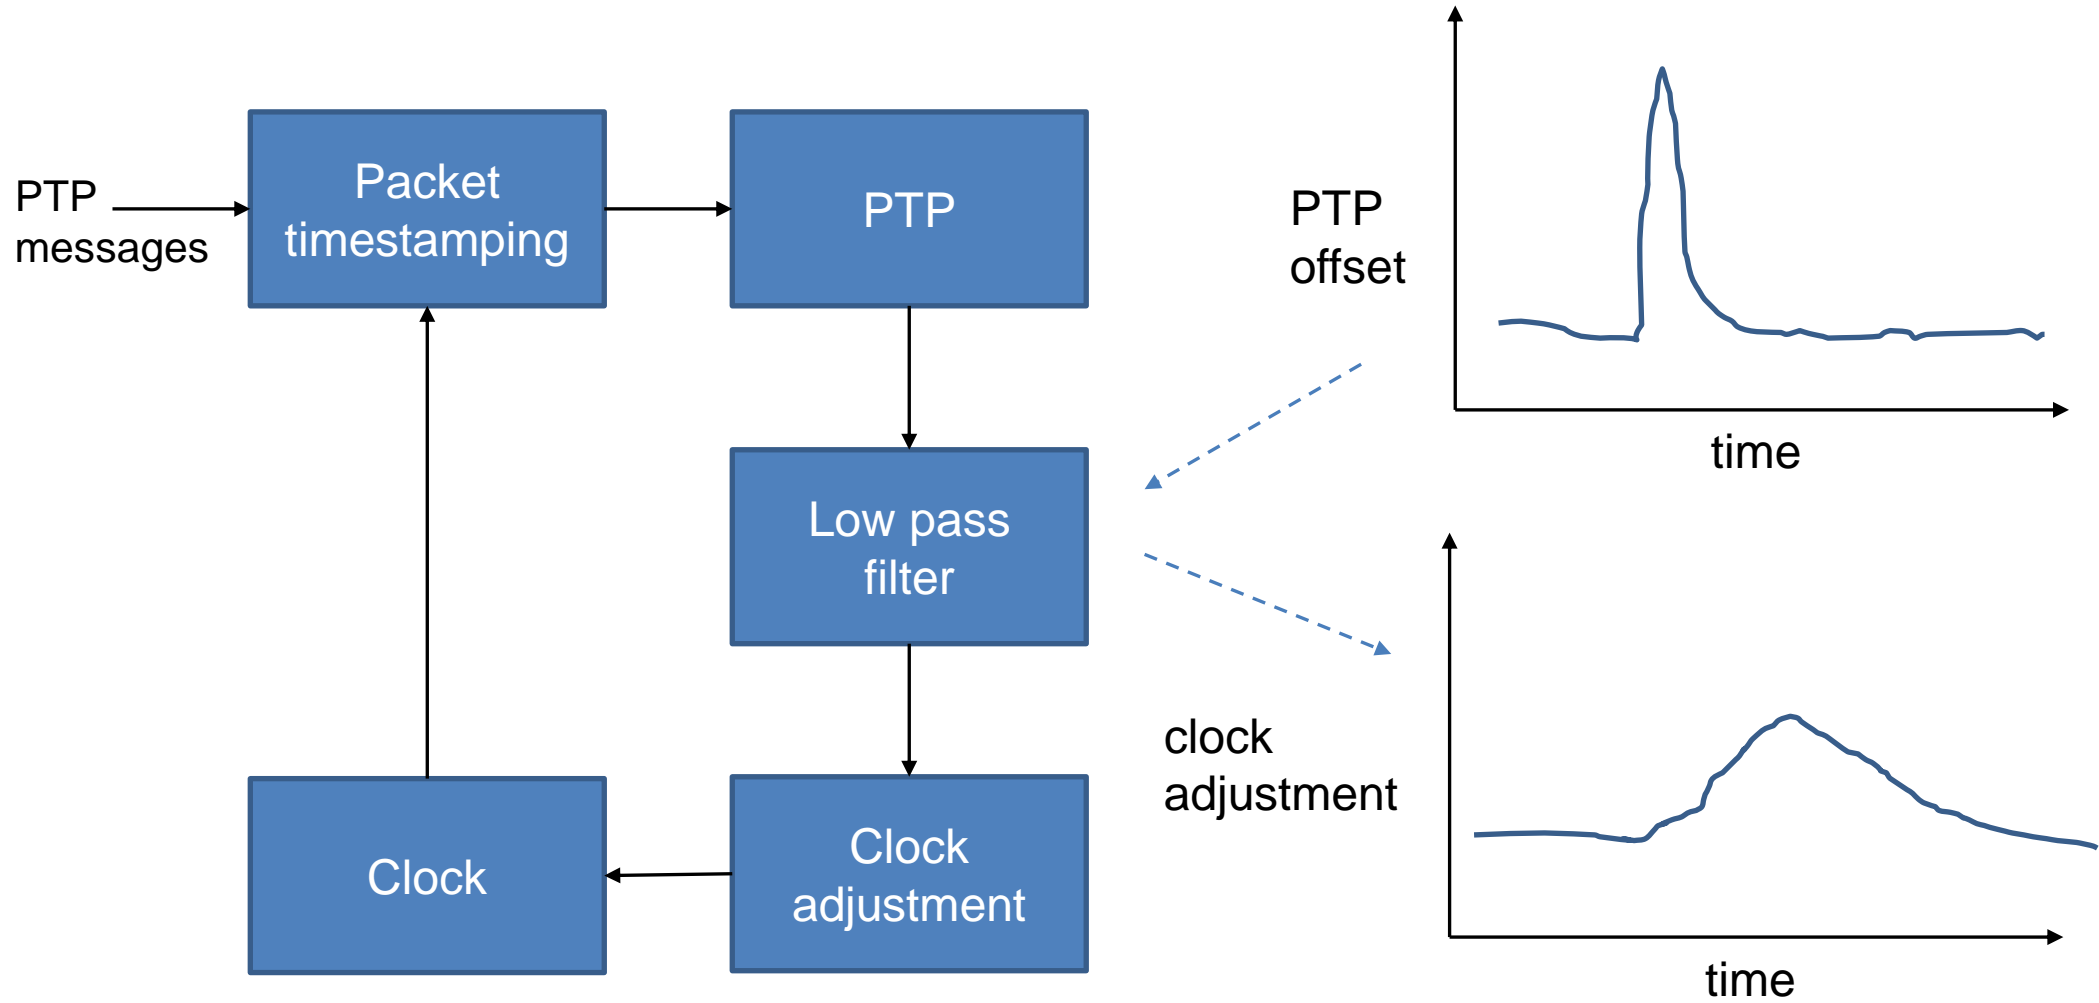 PTP
messages
Packet
timestamping
PTP
Low pass
filter
Clock
adjustment
Clock
PTP
offset
time
clock
adjustment
time